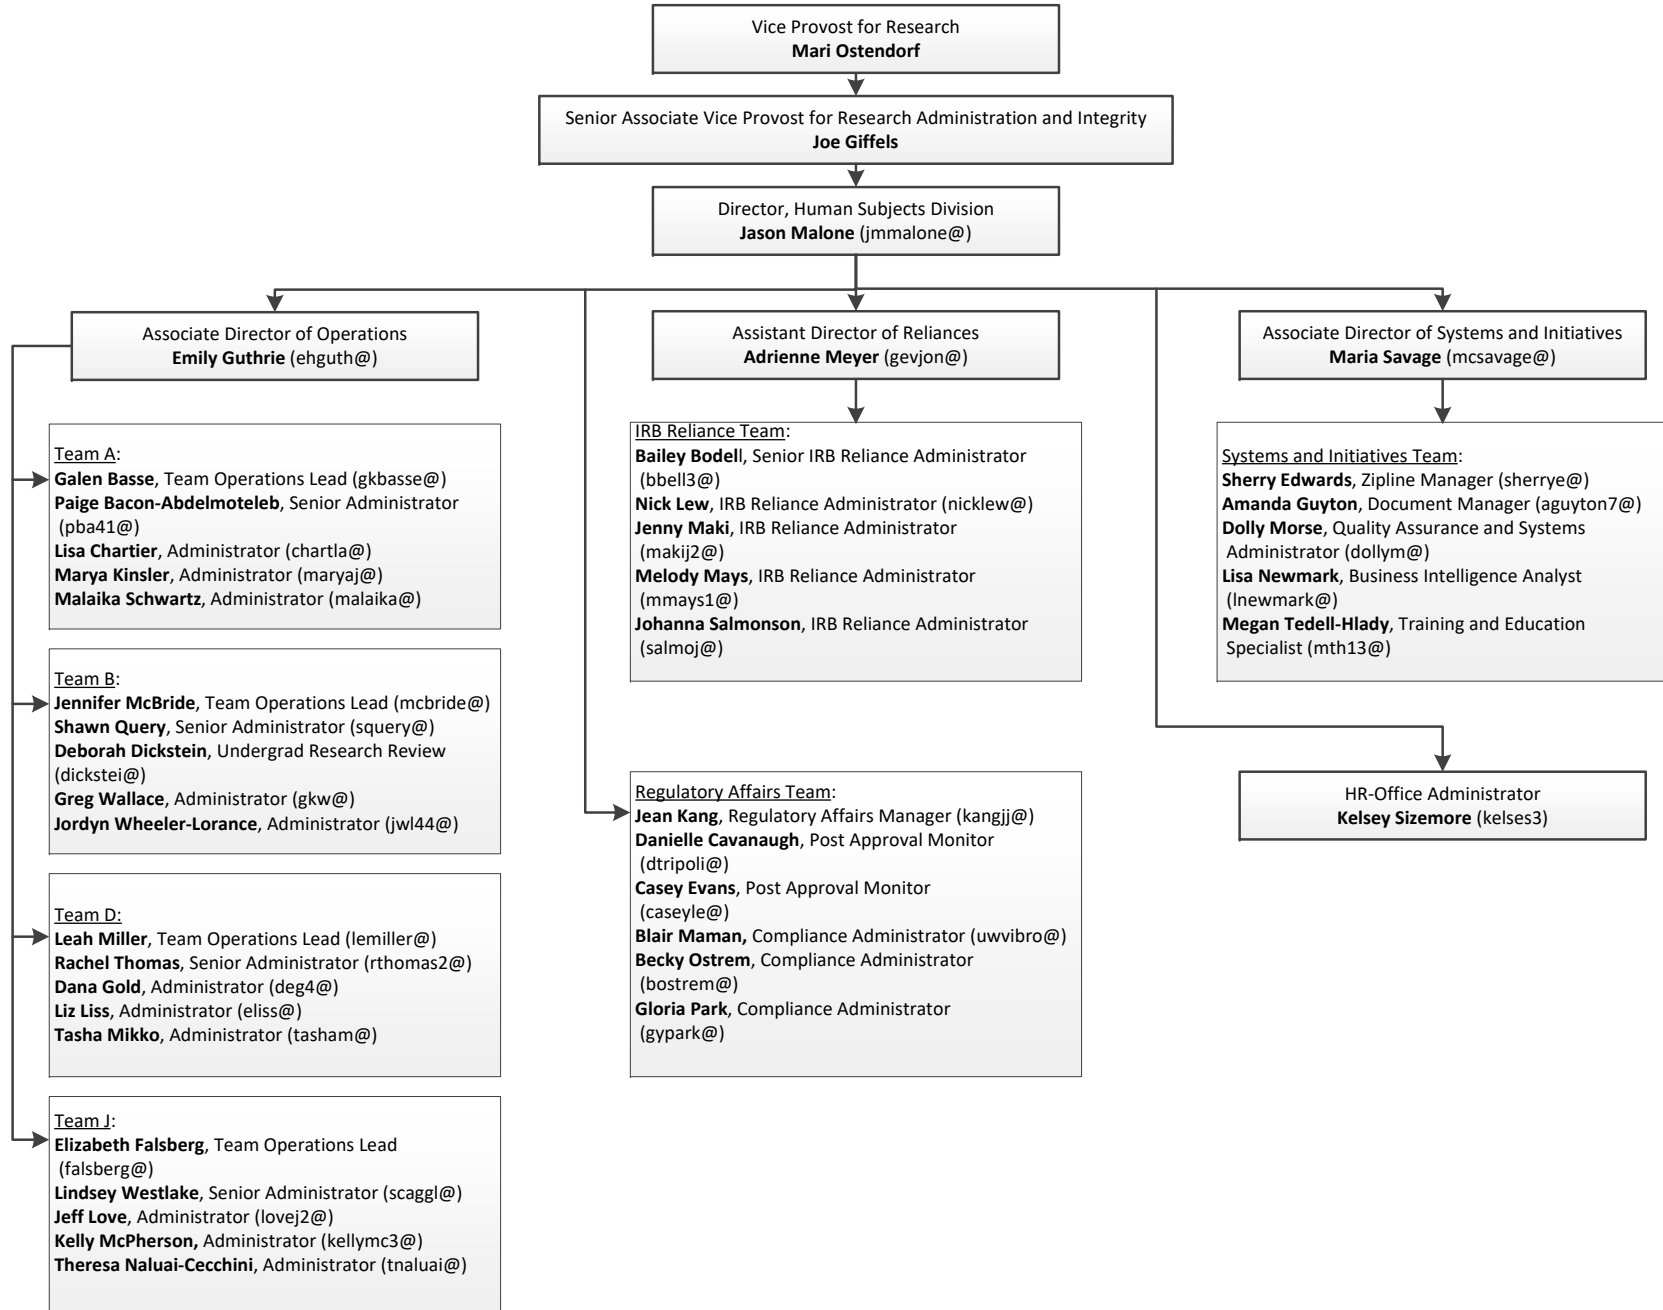 Vice Provost for Research
Mari Ostendorf
Senior Associate Vice Provost for Research Administration and Integrity
Joe Giffels
Director, Human Subjects Division
Jason Malone (jmmalone@)
Associate Director of Operations
Emily Guthrie (ehguth@)
Assistant Director of Reliances
Adrienne Meyer (gevjon@)
Associate Director of Systems and Initiatives
Maria Savage (mcsavage@)
Team A:
Galen Basse, Team Operations Lead (gkbasse@)
Paige Bacon-Abdelmoteleb, Senior Administrator
(pba41@)
Lisa Chartier, Administrator (chartla@)
Marya Kinsler, Administrator (maryaj@)
Malaika Schwartz, Administrator (malaika@)
Team B:
Jennifer McBride, Team Operations Lead (mcbride@)
Shawn Query, Senior Administrator (squery@)
Deborah Dickstein, Undergrad Research Review
(dickstei@)
Greg Wallace, Administrator (gkw@)
Jordyn Wheeler-Lorance, Administrator (jwl44@)
Team D:
Leah Miller, Team Operations Lead (lemiller@)
Rachel Thomas, Senior Administrator (rthomas2@)
Dana Gold, Administrator (deg4@)
Liz Liss, Administrator (eliss@)
Tasha Mikko, Administrator (tasham@)
Team J:
Elizabeth Falsberg, Team Operations Lead
(falsberg@)
Lindsey Westlake, Senior Administrator (scaggl@)
Jeff Love, Administrator (lovej2@)
Kelly McPherson, Administrator (kellymc3@)
Theresa Naluai-Cecchini, Administrator (tnaluai@)
IRB Reliance Team:
Bailey Bodell, Senior IRB Reliance Administrator
(bbell3@)
Nick Lew, IRB Reliance Administrator (nicklew@)
Jenny Maki, IRB Reliance Administrator
(makij2@)
Melody Mays, IRB Reliance Administrator
(mmays1@)
Johanna Salmonson, IRB Reliance Administrator
(salmoj@)
Regulatory Affairs Team:
Jean Kang, Regulatory Affairs Manager (kangjj@)
Danielle Cavanaugh, Post Approval Monitor
(dtripoli@)
Casey Evans, Post Approval Monitor
(caseyle@)
Blair Maman, Compliance Administrator (uwvibro@)
Becky Ostrem, Compliance Administrator
(bostrem@)
Gloria Park, Compliance Administrator
(gypark@)
Systems and Initiatives Team:
Sherry Edwards, Zipline Manager (sherrye@)
Amanda Guyton, Document Manager (aguyton7@)
Dolly Morse, Quality Assurance and Systems
Administrator (dollym@)
Lisa Newmark, Business Intelligence Analyst
(lnewmark@)
Megan Tedell-Hlady, Training and Education
Specialist (mth13@)
HR-Office Administrator
Kelsey Sizemore (kelses3)